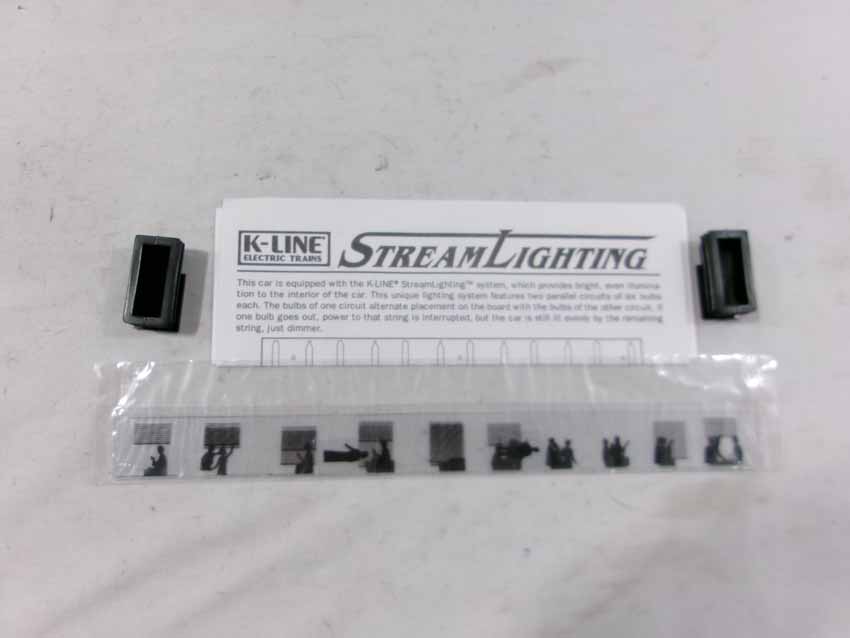 K-LINE®
ELECTRIC TRAINS
STREAMLIGHTING
This car is equipped with the K-LINE® StreamLighting™ system, which provides bright, even illumina-
tion to the interior of the car. This unique lighting system features two parallel circuits of six bulbs
each. The bulbs of one circuit alternate placement on the board with the bulbs of the other circuit. If
one bulb goes out, power to that string is interrupted, but the car is still lit evenly by the remaining
string, just dimmer.